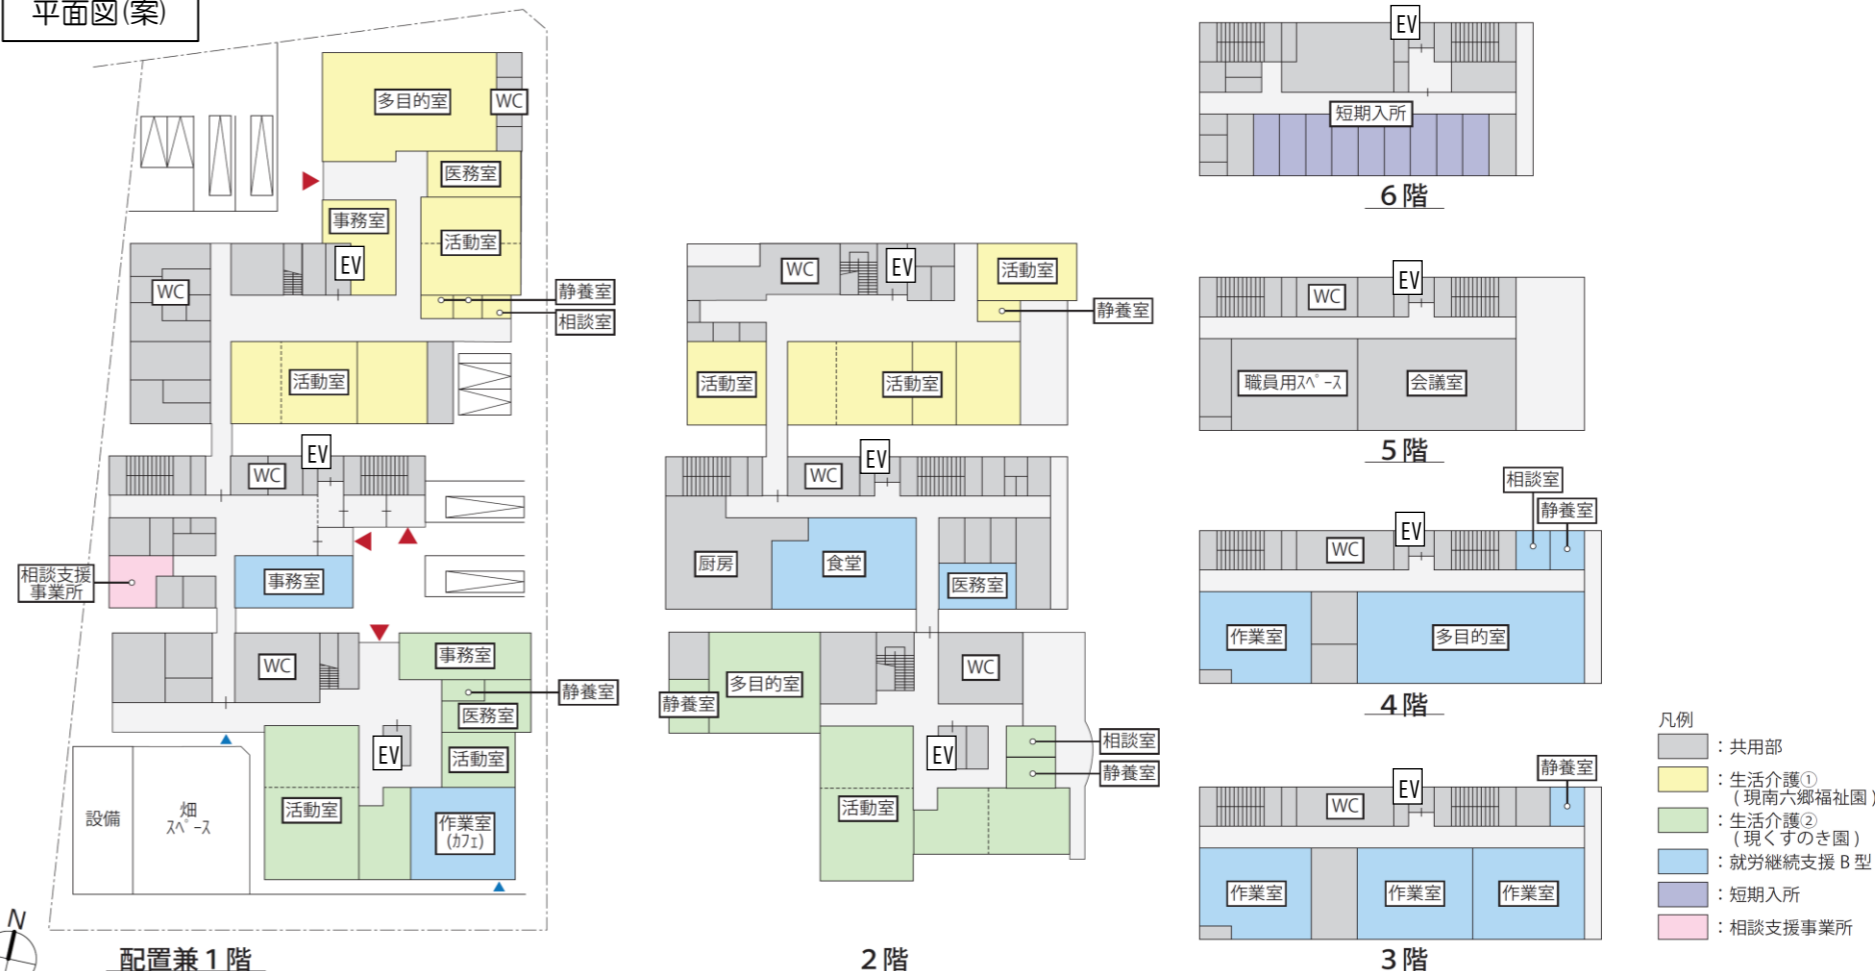 平面図(案)
多目的室
WC
医務室
事務室
活動室
EV
WC
静養室
相談室
活動室
EV
WC
相談支援
事業所
事務室
WC
事務室
静養室
医務室
EV
活動室
活動室
作業室
(ｶﾌｪ)
設備
畑
ｽﾍﾟｰｽ
N
配置兼1階
WC
EV
活動室
静養室
活動室
活動室
EV
WC
厨房
食堂
医務室
多目的室
静養室
WC
EV
相談室
静養室
活動室
2階
EV
短期入所
6階
EV
WC
職員用ｽﾍﾟｰｽ
会議室
5階
相談室
静養室
EV
WC
作業室
多目的室
4階
静養室
EV
WC
作業室
作業室
作業室
3階
凡例
：共用部
：生活介護①
(現南六郷福祉園)
：生活介護②
(現くすのき園)
：就労継続支援B型
：短期入所
：相談支援事業所